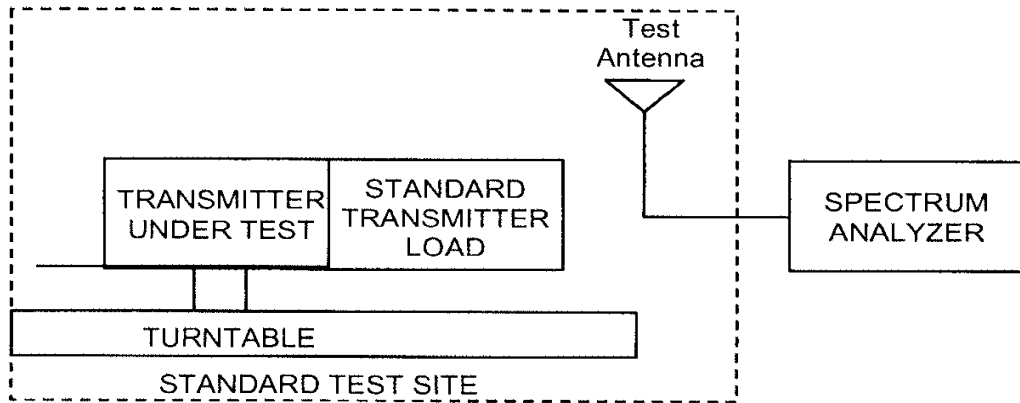 Test
Antenna
TRANSMITTER
UNDER TEST
STANDARD
TRANSMITTER
LOAD
SPECTRUM
ANALYZER
TURNTABLE
STANDARD TEST SITE